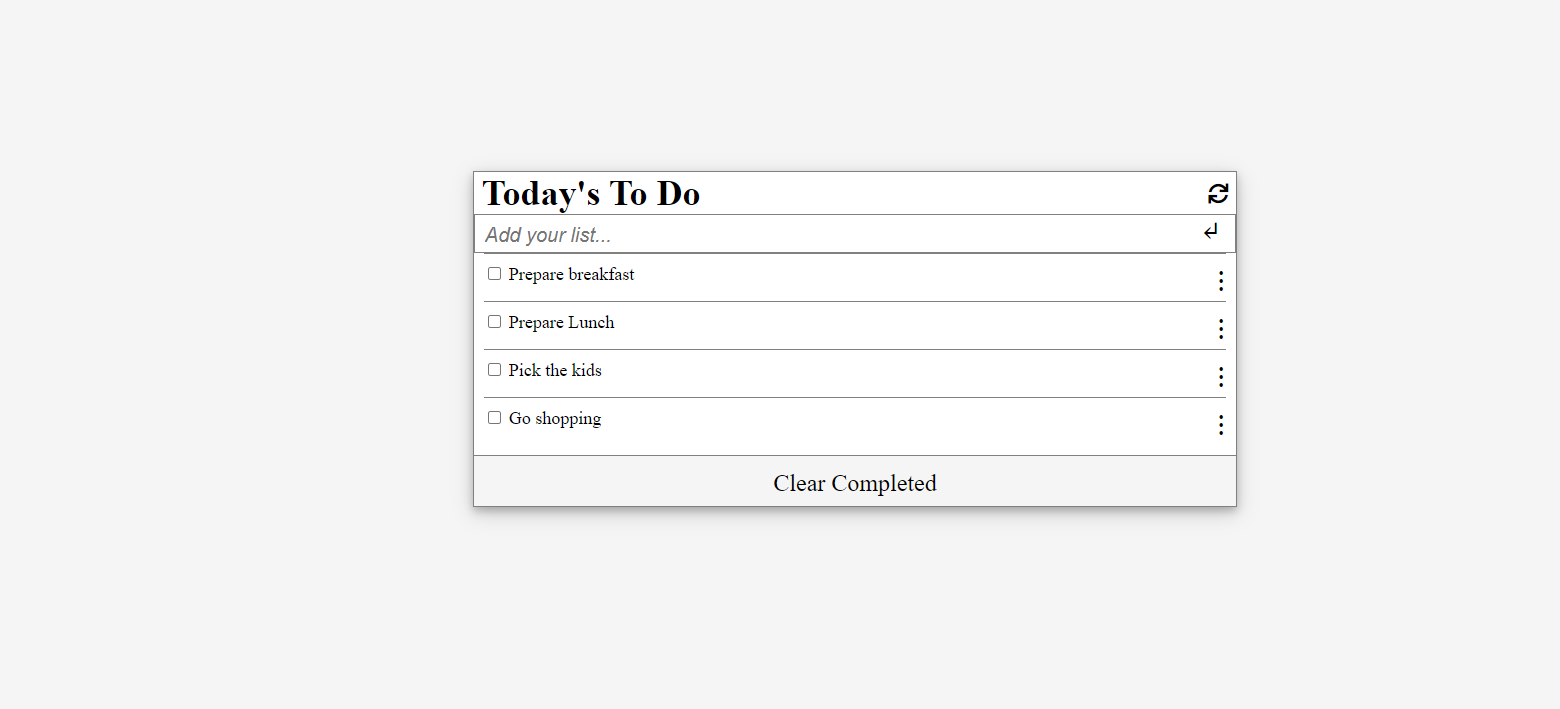 Today's To Do
Add your list...
Prepare breakfast
Prepare Lunch
Pick the kids
Go shopping
Clear Completed